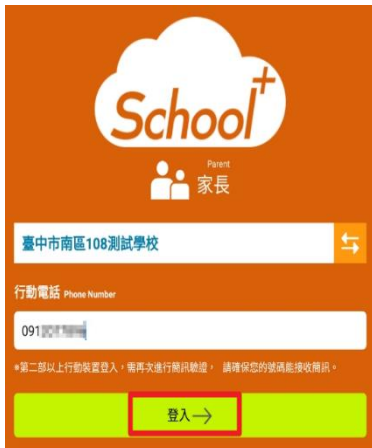 School+
Parent
家長
臺中市南區108測試學校
行動電話 Phone Number
091
*第二部以上行動裝置登入，需再次進行簡訊驗證， 請確保您的號碼能接收簡訊。
登入→